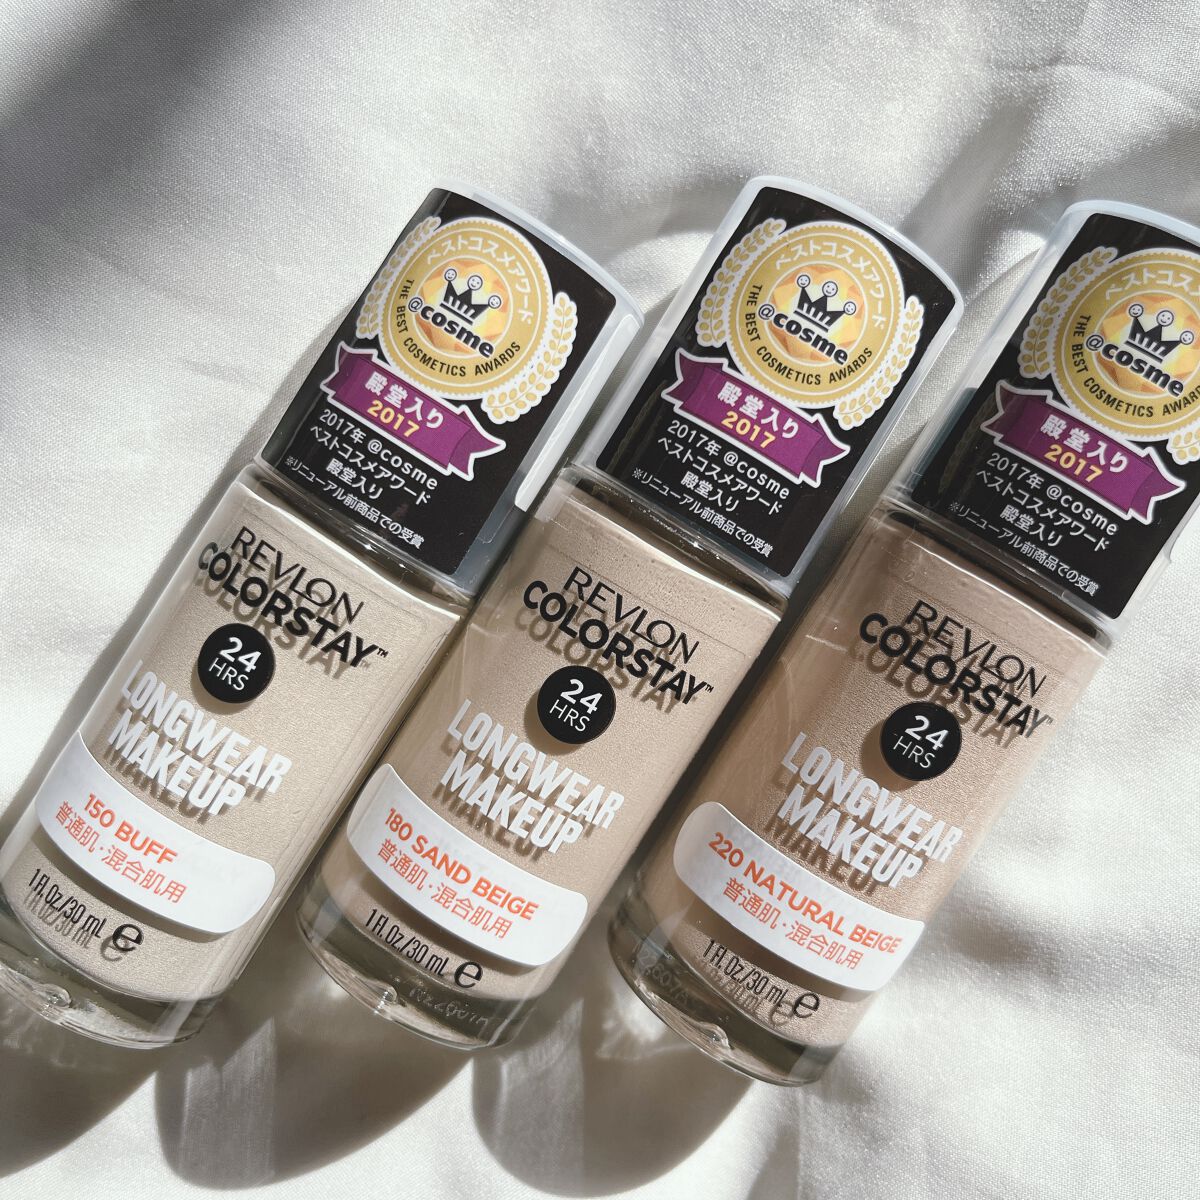 ベストコスメアワード
@cosme
THE BEST COSMETICS AWARDS
殿堂入り
2017
2017年 @cosme
ベストコスメアワード
殿堂入り
※リニューアル前商品での受賞
REVLON
COLORSTAY™
24
HRS
LONGWEAR
MAKEUP
150 BUFF
普通肌・混合肌用
1 Fl. Oz/30 mL ℮
ベストコスメアワード
@cosme
THE BEST COSMETICS AWARDS
殿堂入り
2017
2017年 @cosme
ベストコスメアワード
殿堂入り
※リニューアル前商品での受賞
REVLON
COLORSTAY™
24
HRS
LONGWEAR
MAKEUP
180 SAND BEIGE
普通肌・混合肌用
1 Fl. Oz/30 mL ℮
ベストコスメアワード
@cosme
THE BEST COSMETICS AWARDS
殿堂入り
2017
2017年 @cosme
ベストコスメアワード
殿堂入り
※リニューアル前商品での受賞
REVLON
COLORSTAY™
24
HRS
LONGWEAR
MAKEUP
220 NATURAL BEIGE
普通肌・混合肌用
1 Fl. Oz/30 mL ℮